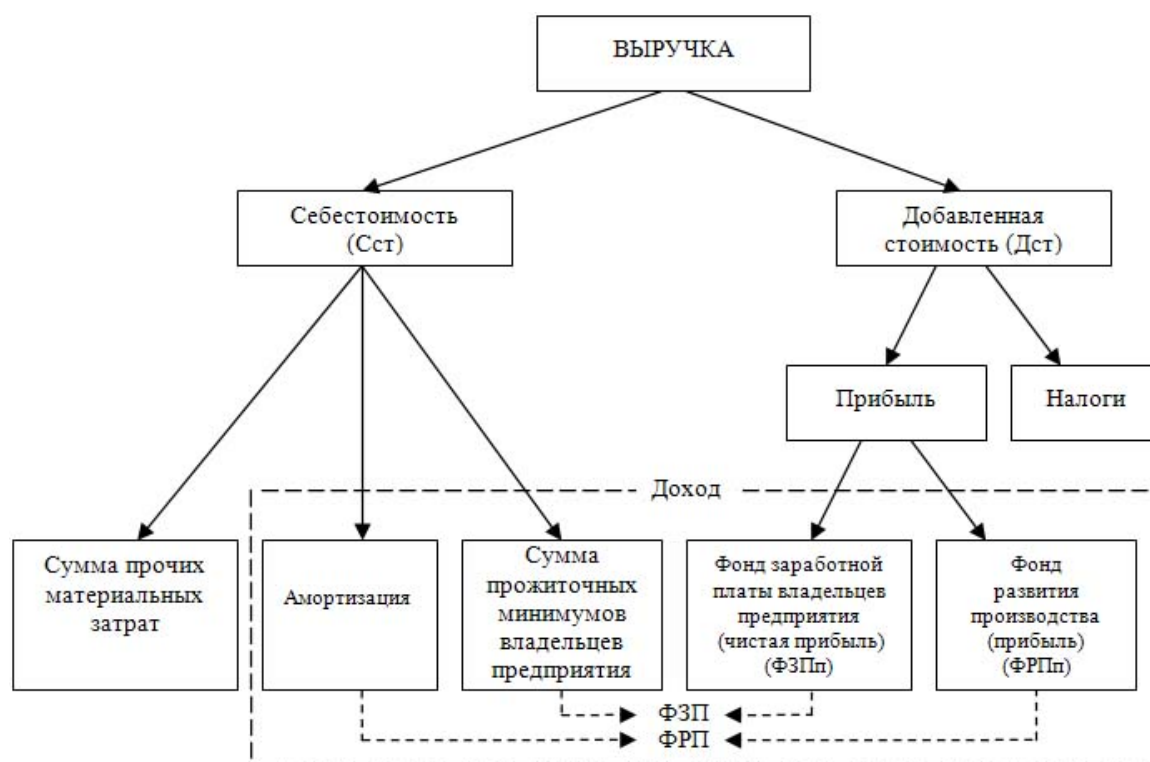 ВЫРУЧКА
Себестоимость
(Сст)
Добавленная
стоимость (Дст)
Прибыль
Налоги
Доход
Сумма прочих
материальных
затрат
Амортизация
Сумма
прожиточных
минимумов
владельцев
предприятия
Фонд заработной
платы владельцев
предприятия
(чистая прибыль)
(ФЗПп)
Фонд
развития
производства
(прибыль)
(ФРПп)
ФЗП
ФРП